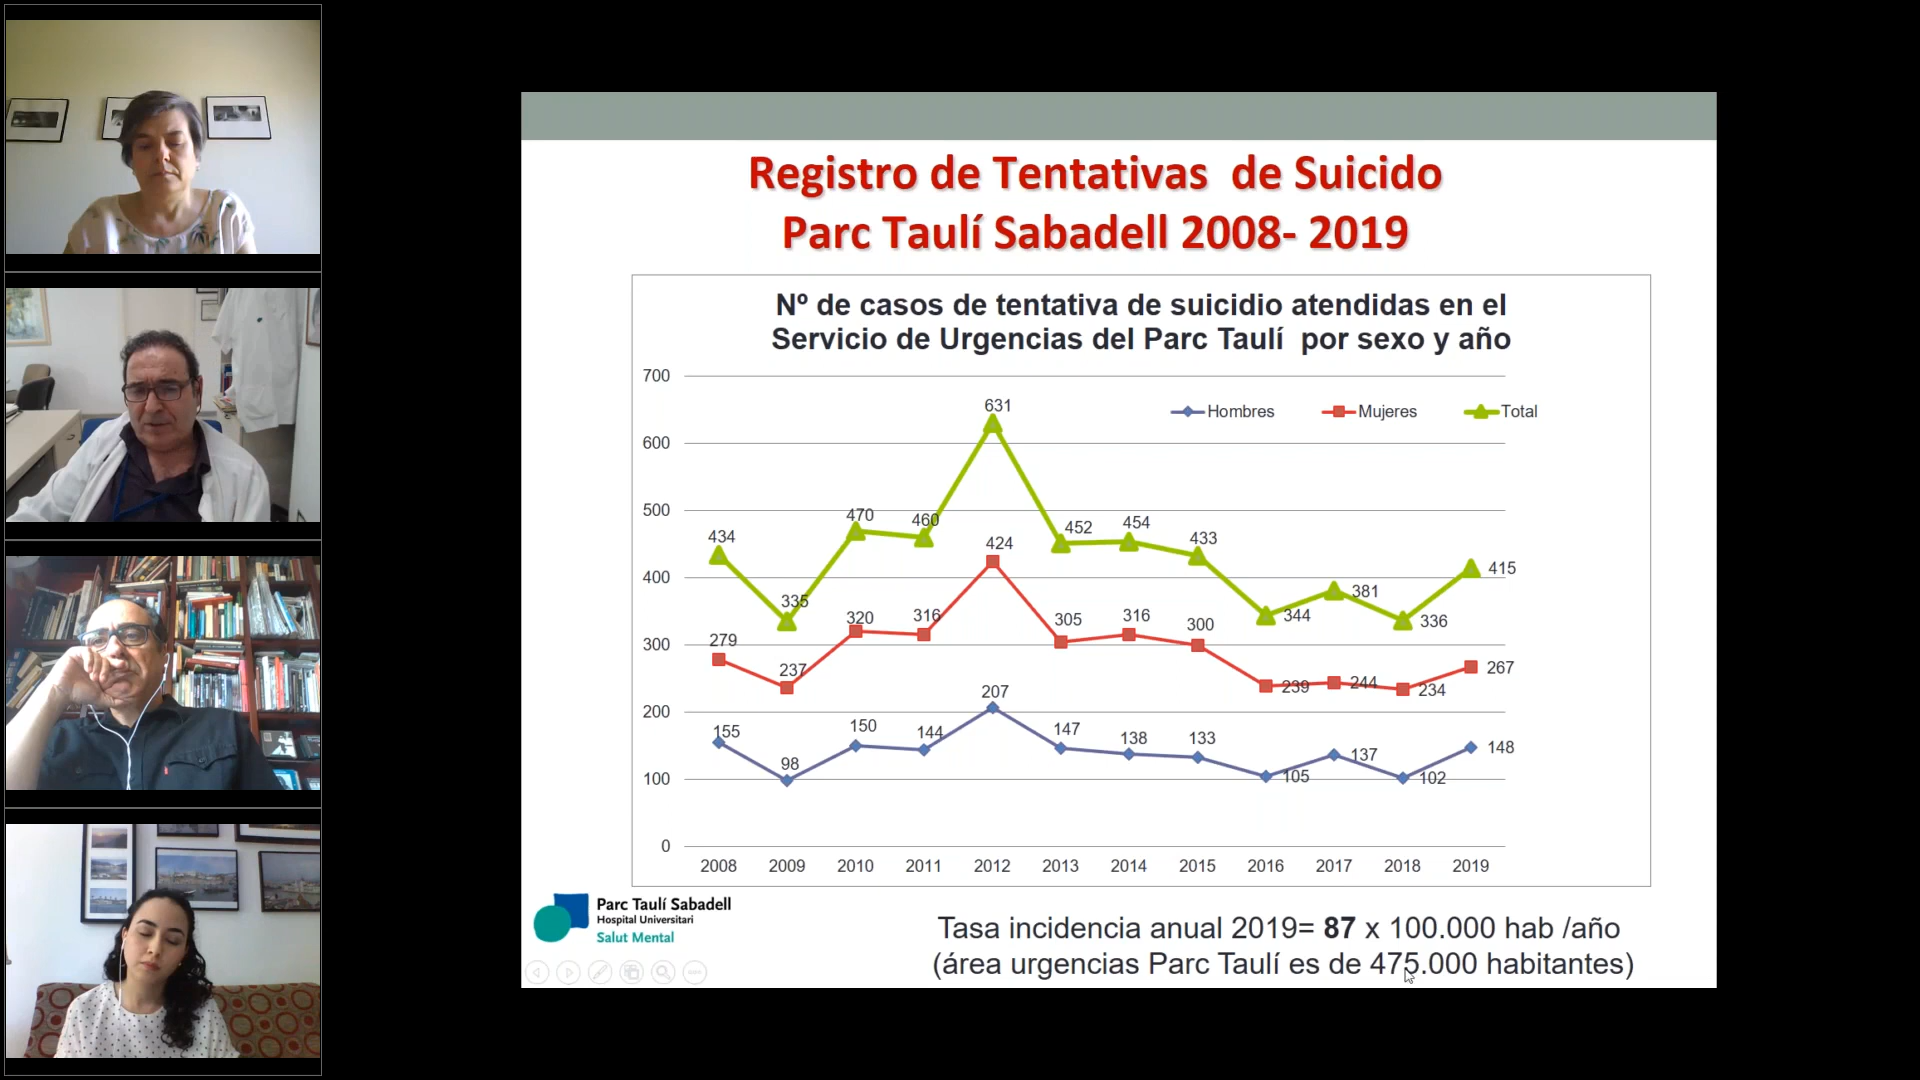 Registro de Tentativas de Suicido
Parc Taulí Sabadell 2008- 2019
Nº de casos de tentativa de suicidio atendidas en el
Servicio de Urgencias del Parc Taulí por sexo y año
700
600
500
400
300
200
100
0
Hombres Mujeres Total
434 335 470 460 631 452 454 433 344 381 336 415
279 237 320 316 424 305 316 300 239 244 234 267
155 98 150 144 207 147 138 133 105 137 102 148
2008 2009 2010 2011 2012 2013 2014 2015 2016 2017 2018 2019
Parc Taulí Sabadell
Hospital Universitari
Salut Mental
Tasa incidencia anual 2019= 87 x 100.000 hab /año
(área urgencias Parc Taulí es de 475.000 habitantes)